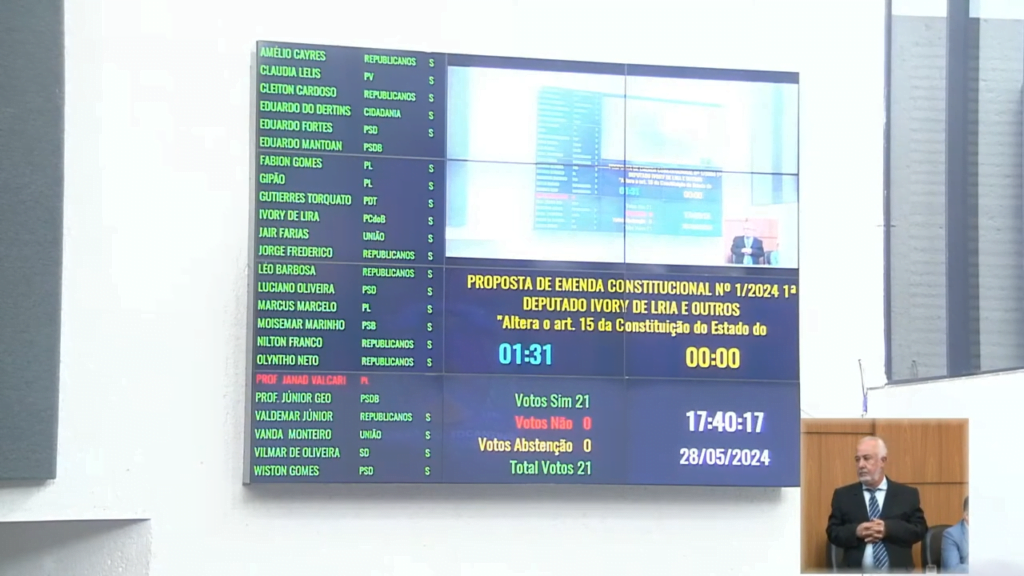 AMÉLIO CAYRES REPUBLICANOS S
CLAUDIA LELIS PV S
CLEITON CARDOSO REPUBLICANOS S
EDUARDO DO DERTINS CIDADANIA S
EDUARDO FORTES PSD S
EDUARDO MANTOAN PSDB
FABION GOMES PL S
GIPÃO PL S
GUTIERRES TORQUATO PDT S
IVORY DE LIRA PCdoB S
JAIR FARIAS UNIÃO S
JORGE FREDERICO REPUBLICANOS S
LÉO BARBOSA REPUBLICANOS S
LUCIANO OLIVEIRA PSD S
MARCUS MARCELO PL S
MOISEMAR MARINHO PSB S
NILTON FRANCO REPUBLICANOS S
OLYNTHO NETO REPUBLICANOS S
PROF JANAD VALCARI PL
PROF. JÚNIOR GEO PSDB
VALDEMAR JÚNIOR REPUBLICANOS S
VANDA MONTEIRO UNIÃO S
VILMAR DE OLIVEIRA SD S
WISTON GOMES PSD S
PROPOSTA DE EMENDA CONSTITUCIONAL Nº 1/2024 1ª
DEPUTADO IVORY DE LRIA E OUTROS
"Altera o art. 15 da Constituição do Estado do
01:31 00:00
Votos Sim 21
Votos Não 0
Votos Abstenção 0
Total Votos 21
17:40:17
28/05/2024